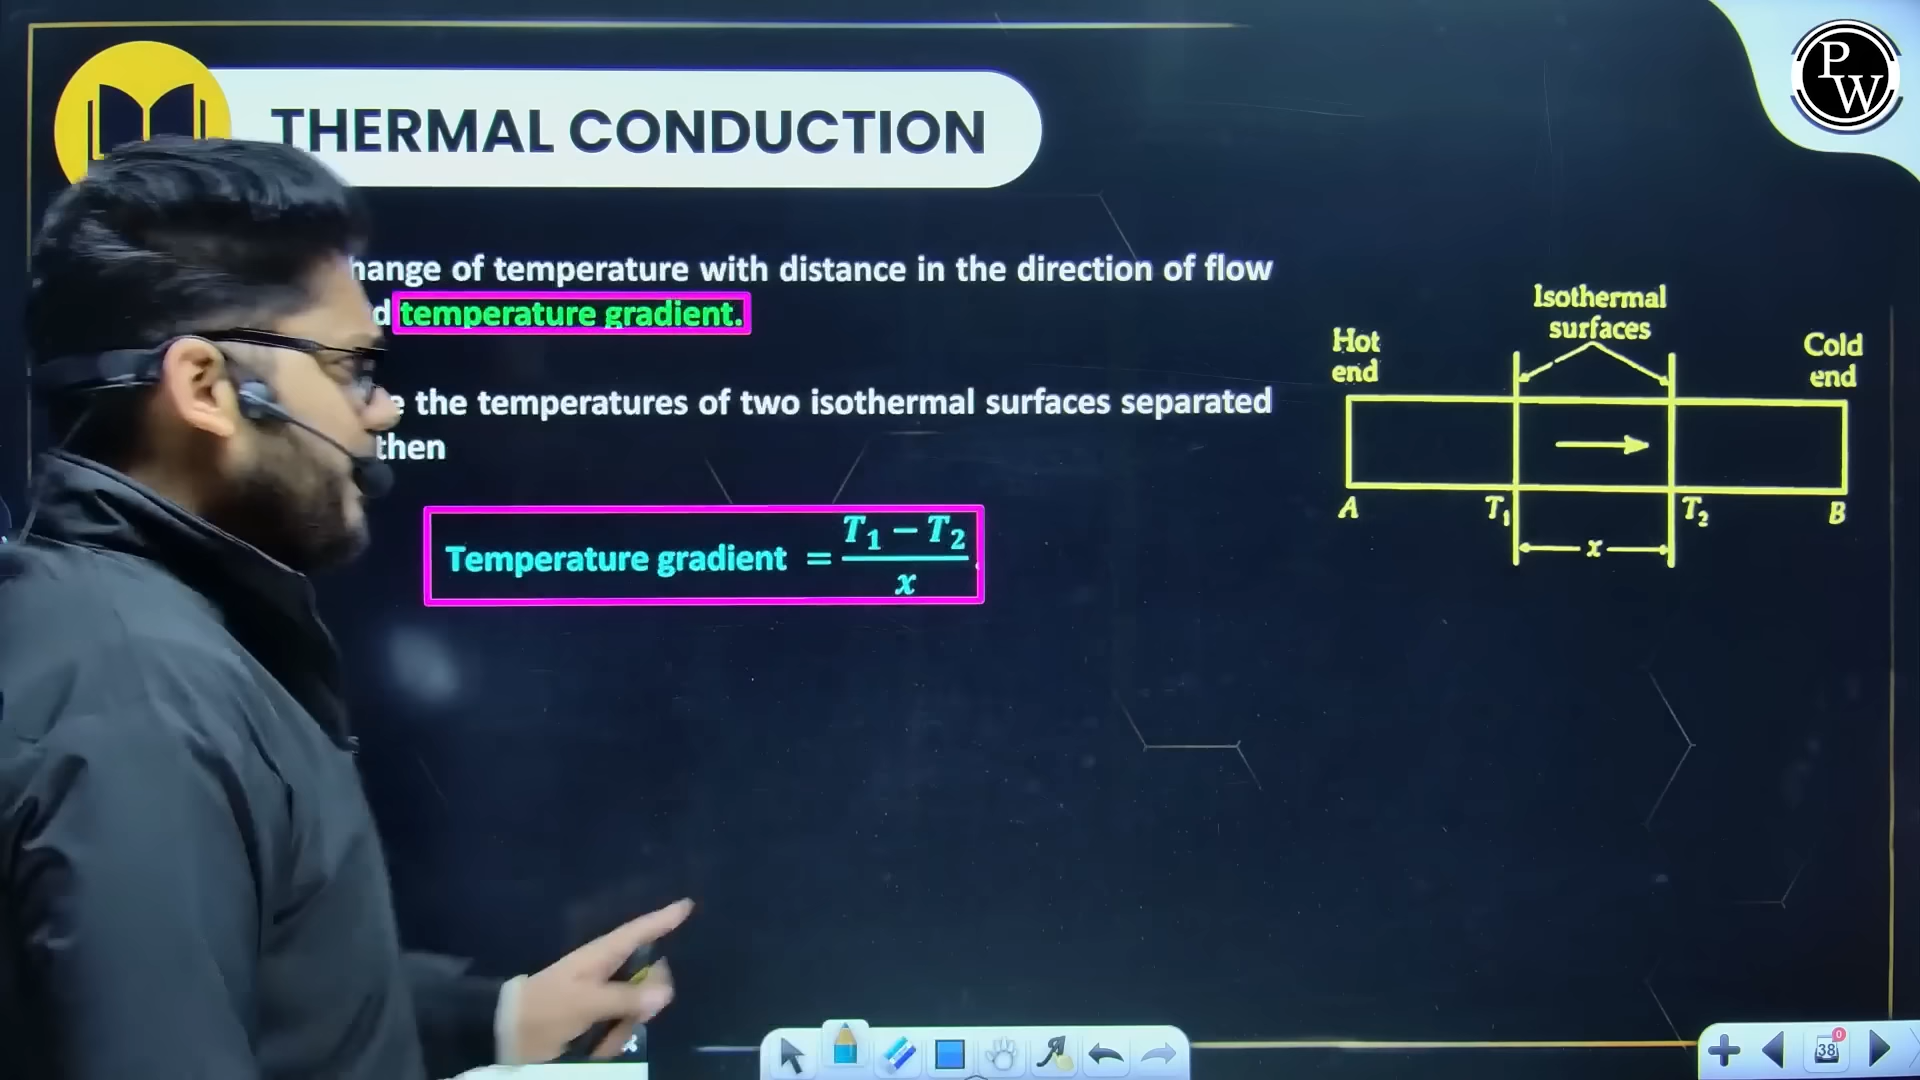 P
W
THERMAL CONDUCTION
hange of temperature with distance in the direction of flow
d temperature gradient.
e the temperatures of two isothermal surfaces separated
then
Temperature gradient = T₁ − T₂ / x
Isothermal
surfaces
Hot
end
Cold
end
A T₁ T₂ B
x
0
38